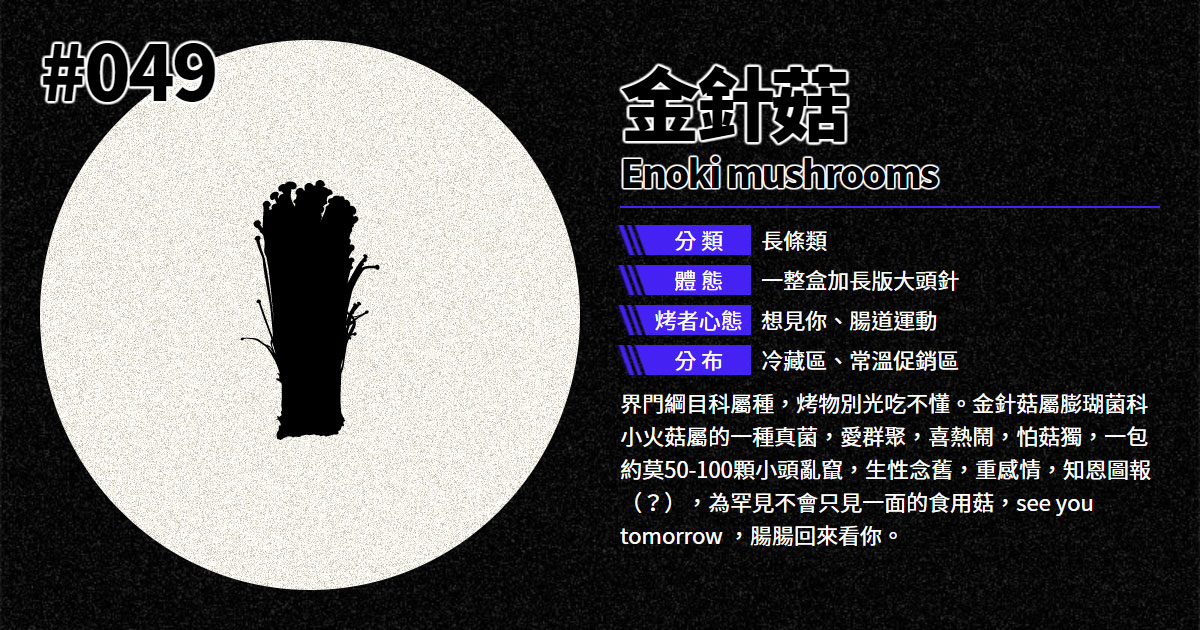 #049
金針菇
Enoki mushrooms
分類 長條類
體態 一整盒加長版大頭針
烤者心態 想見你、腸道運動
分布 冷藏區、常溫促銷區
界門綱目科屬種，烤物別光吃不懂。金針菇屬膨瑚菌科
小火菇屬的一種真菌，愛群聚，喜熱鬧，怕菇獨，一包
約莫50-100顆小頭亂竄，生性念舊，重感情，知恩圖報
（？），為罕見不會只見一面的食用菇，see you
tomorrow ，腸腸回來看你。